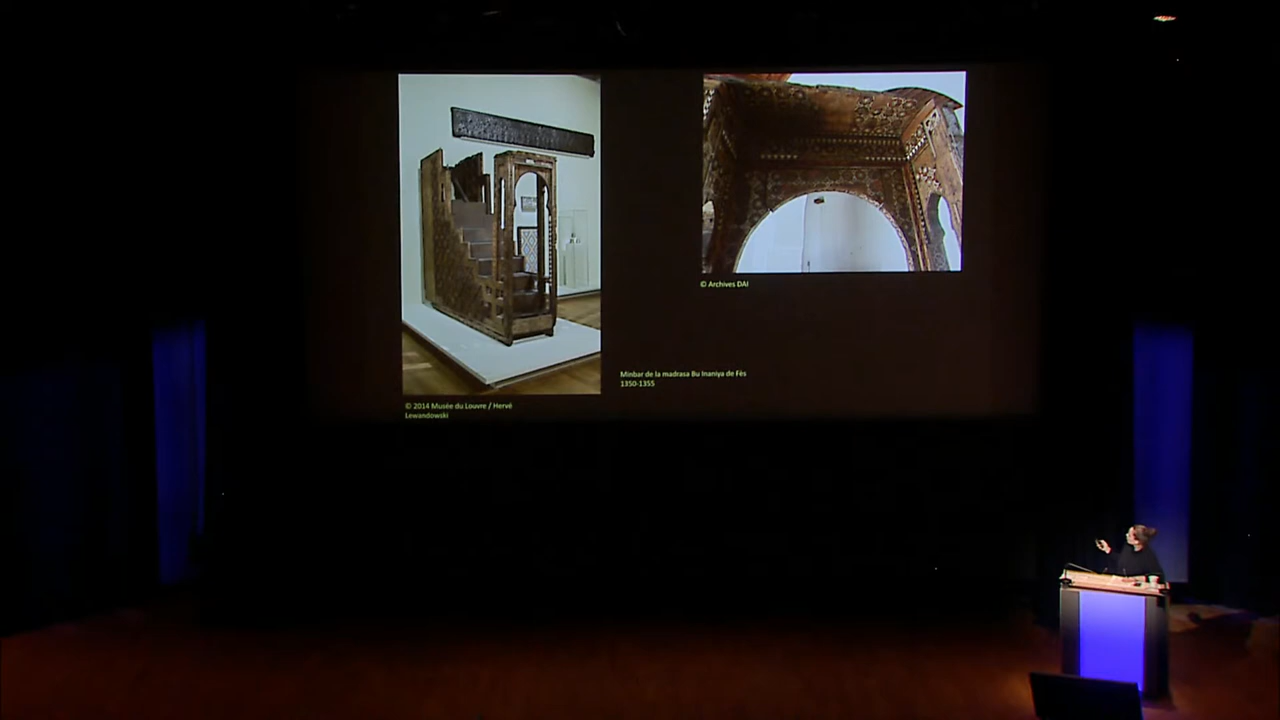 © Archives DAI
Minbar de la madrasa Bu Inaniya de Fès
1350-1355
© 2014 Musée du Louvre / Hervé
Lewandowski